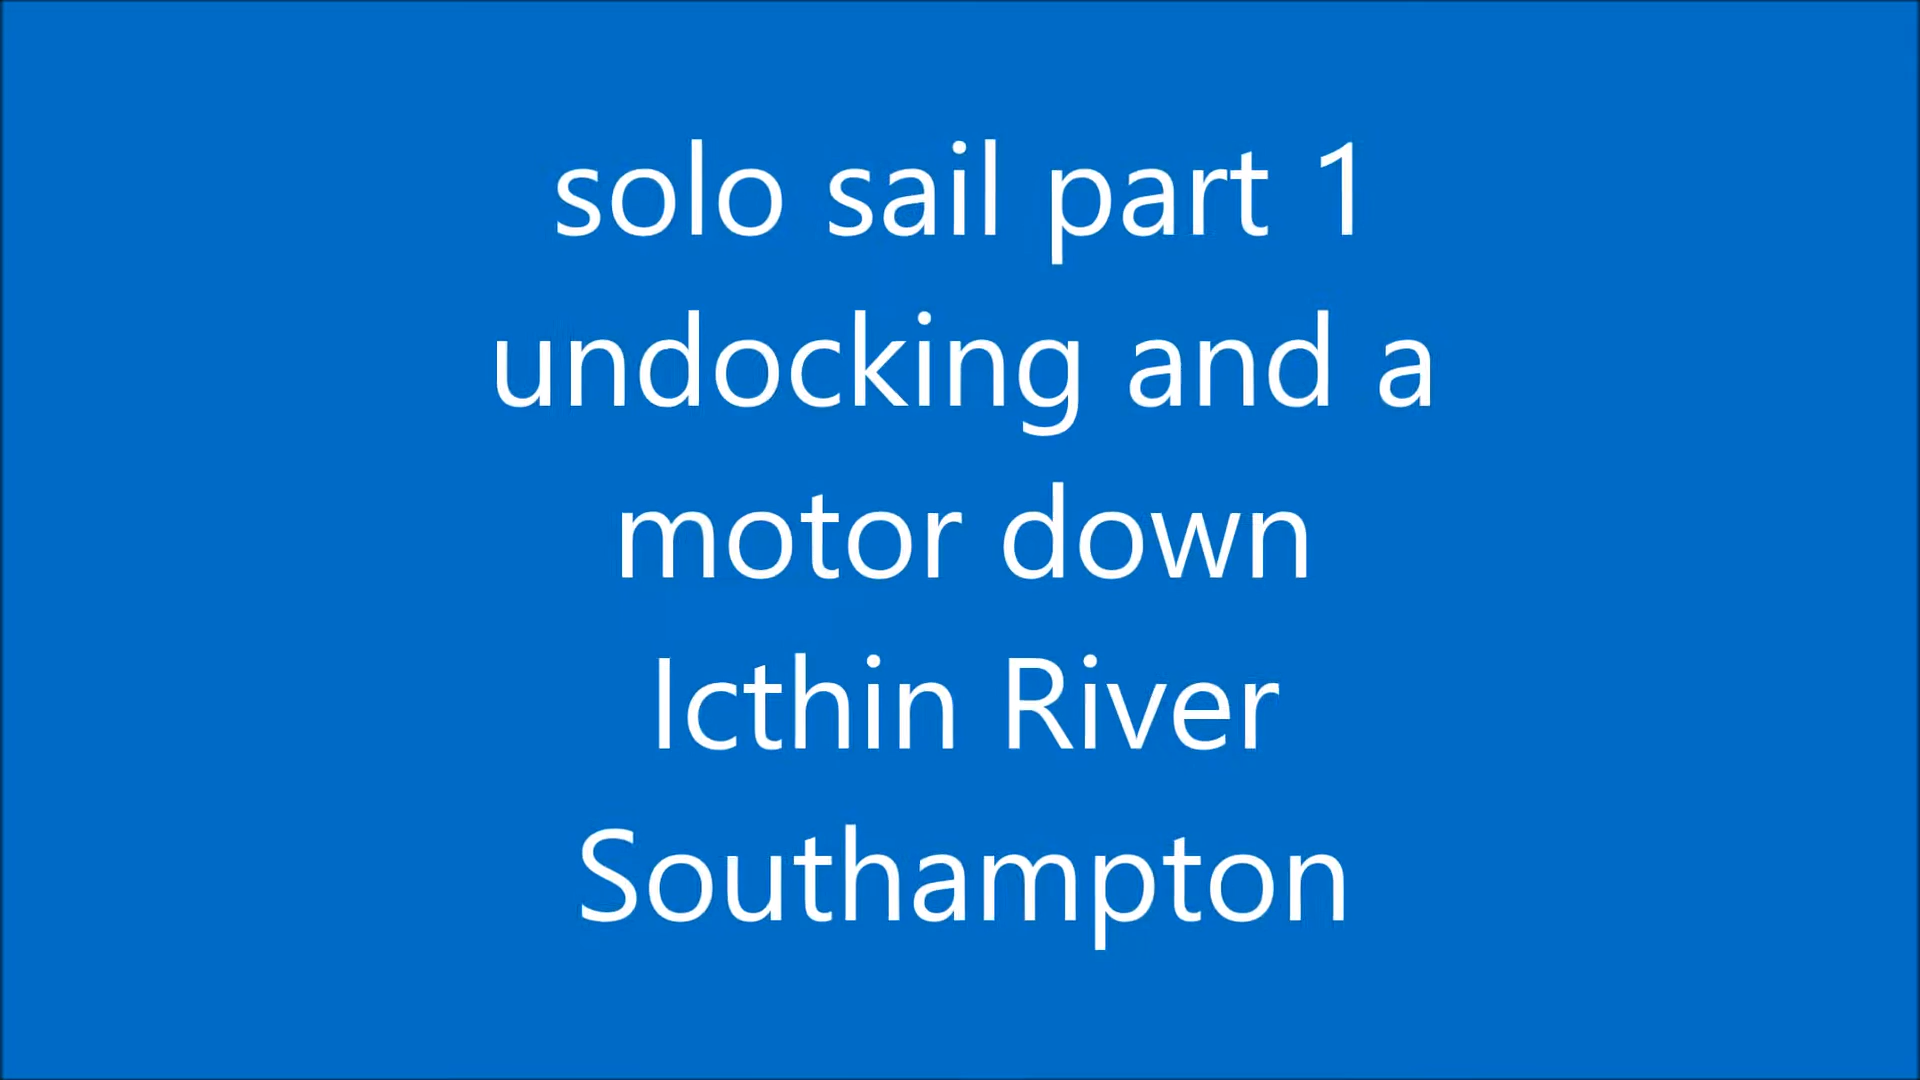 solo sail part 1
undocking and a
motor down
Icthin River
Southampton